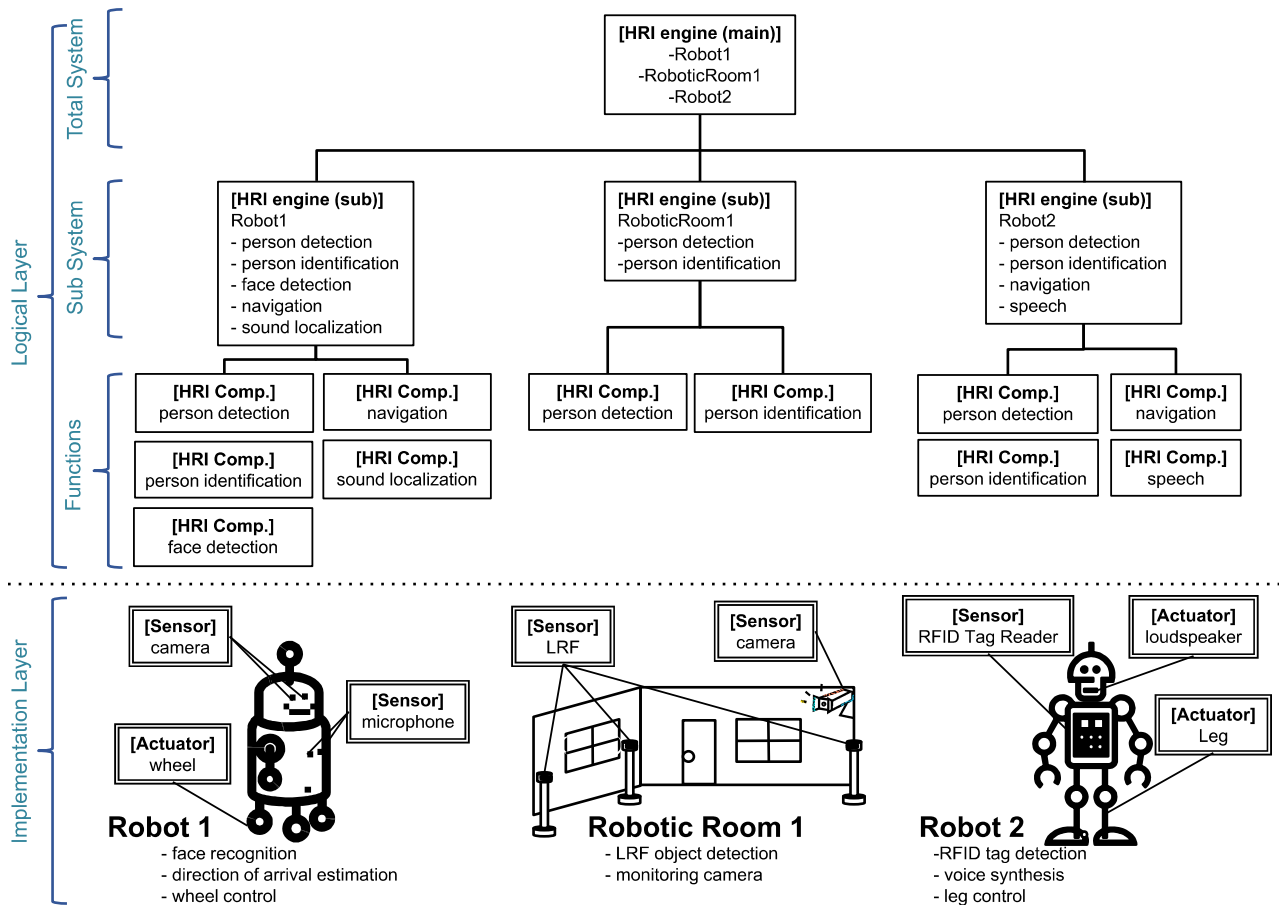 Logical Layer
Total System
[HRI engine (main)]
-Robot1
-RoboticRoom1
-Robot2
Sub System
[HRI engine (sub)]
Robot1
- person detection
- person identification
- face detection
- navigation
- sound localization
[HRI engine (sub)]
RoboticRoom1
-person detection
-person identification
[HRI engine (sub)]
Robot2
- person detection
- person identification
- navigation
- speech
Functions
[HRI Comp.]
person detection
[HRI Comp.]
navigation
[HRI Comp.]
person identification
[HRI Comp.]
sound localization
[HRI Comp.]
face detection
[HRI Comp.]
person detection
[HRI Comp.]
person identification
[HRI Comp.]
person detection
[HRI Comp.]
navigation
[HRI Comp.]
person identification
[HRI Comp.]
speech
Implementation Layer
[Sensor]
camera
[Sensor]
microphone
[Actuator]
wheel
Robot 1
- face recognition
- direction of arrival estimation
- wheel control
[Sensor]
LRF
[Sensor]
camera
Robotic Room 1
- LRF object detection
- monitoring camera
[Sensor]
RFID Tag Reader
[Actuator]
loudspeaker
[Actuator]
Leg
Robot 2
-RFID tag detection
- voice synthesis
- leg control